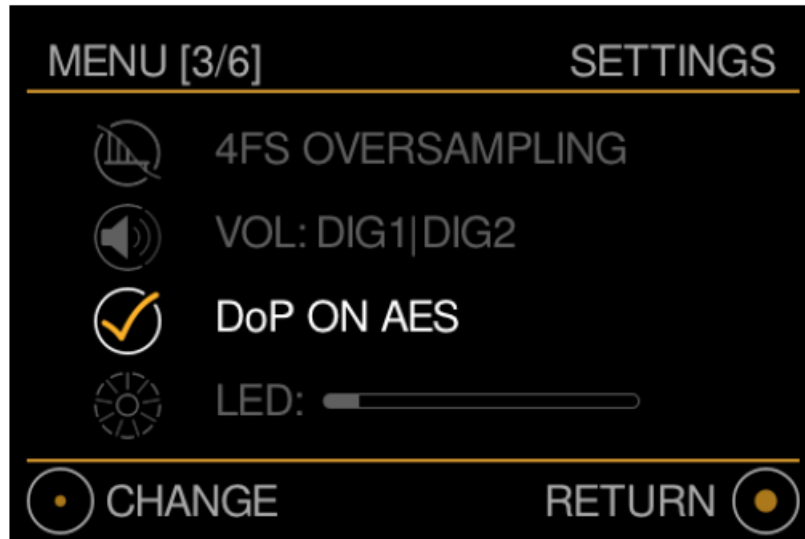 MENU [3/6] SETTINGS
4FS OVERSAMPLING
VOL: DIG1|DIG2
DoP ON AES
LED:
CHANGE RETURN